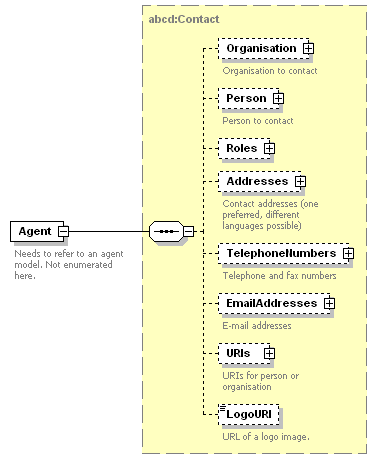 abcd:Contact
Organisation
Organisation to contact
Person
Person to contact
Roles
Addresses
Contact addresses (one
preferred, different
languages possible)
Agent
Needs to refer to an agent
model. Not enumerated
here.
TelephoneNumbers
Telephone and fax numbers
EmailAddresses
E-mail addresses
URIs
URIs for person or
organisation
LogoURI
URL of a logo image.